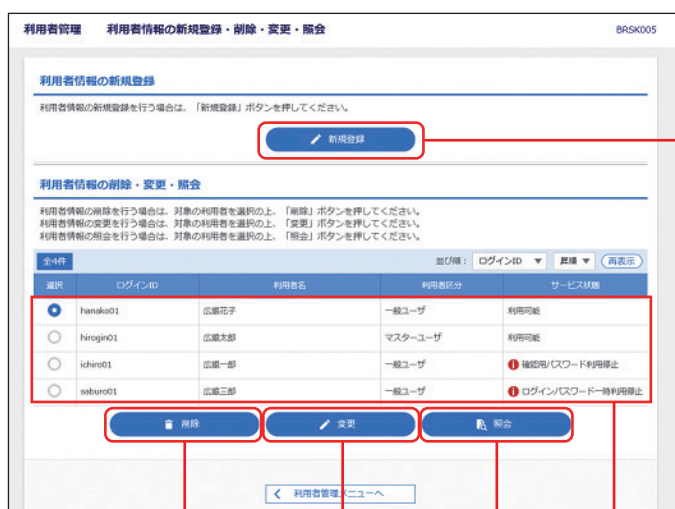 利用者管理 利用者情報の新規登録・削除・変更・照会 BRSK005
利用者情報の新規登録
利用者情報の新規登録を行う場合は、「新規登録」ボタンを押してください。
新規登録
利用者情報の削除・変更・照会
利用者情報の削除を行う場合は、対象の利用者を選択の上、「削除」ボタンを押してください。
利用者情報の変更を行う場合は、対象の利用者を選択の上、「変更」ボタンを押してください。
利用者情報の照会を行う場合は、対象の利用者を選択の上、「照会」ボタンを押してください。
全4件 並び順： ログインID ▼ 昇順 ▼ 再表示
選択 ログインID 利用者名 利用者区分 サービス状態
hanako01 広銀花子 一般ユーザ 利用可能
hirogin01 広銀太郎 マスターユーザ 利用可能
ichiro01 広銀一郎 一般ユーザ 確認用パスワード利用停止
saburo01 広銀三郎 一般ユーザ ログインパスワード一時利用停止
削除 変更 照会
利用者管理メニューへ